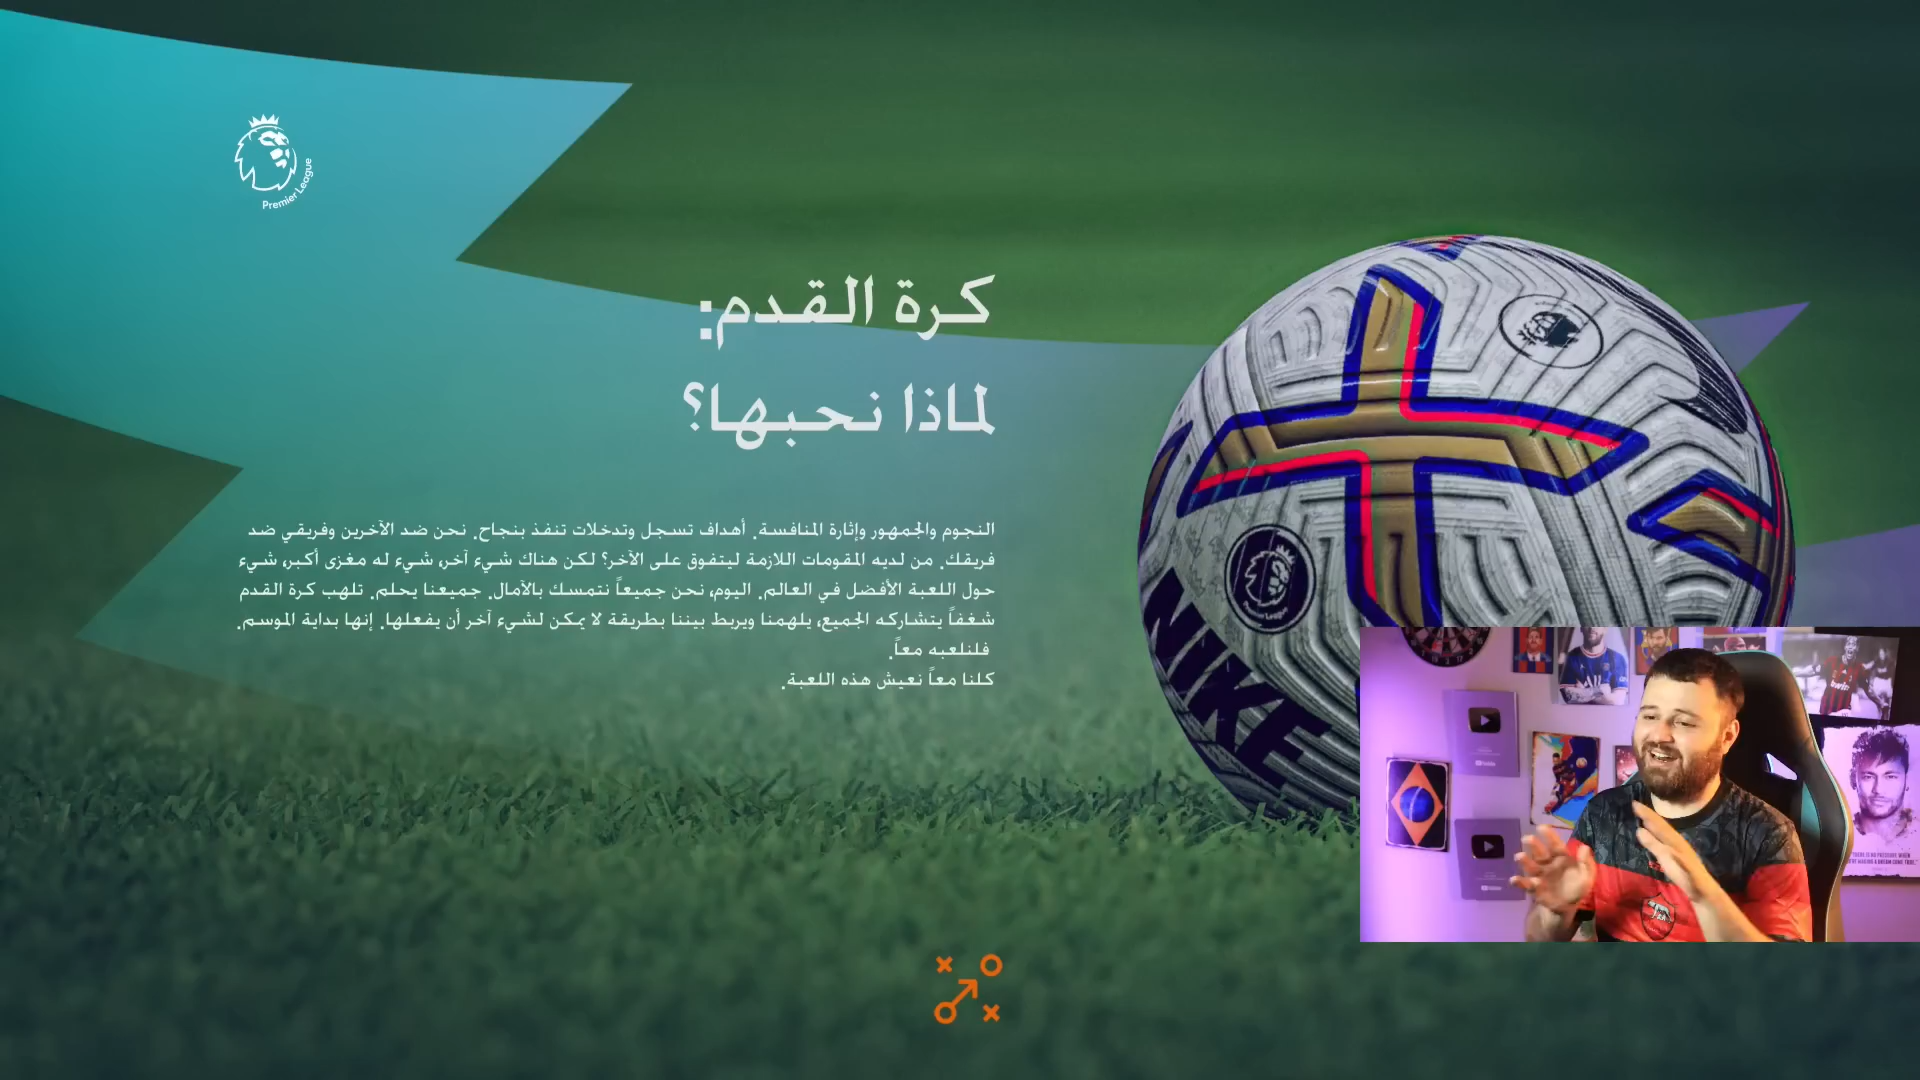 Premier League
كرة القدم:
لماذا نحبها؟
النجوم والجمهور وإثارة المنافسة. أهداف تسجل وتدخلات تنفذ بنجاح. نحن ضد الآخرين وفريقي ضد
فريقك. من لديه المقومات اللازمة ليتفوق على الآخر؟ لكن هناك شيء آخر، شيء له مغزى أكبر، شيء
حول اللعبة الأفضل في العالم. اليوم، نحن جميعاً نتمسك بالآمال. جميعنا يحلم. تلهب كرة القدم
شغفاً يتشاركه الجميع، يلهمنا ويربط بيننا بطريقة لا يمكن لشيء آخر أن يفعلها. إنها بداية الموسم.
فلنلعبه معاً.
كلنا معاً نعيش هذه اللعبة.
Premier League
NIKE